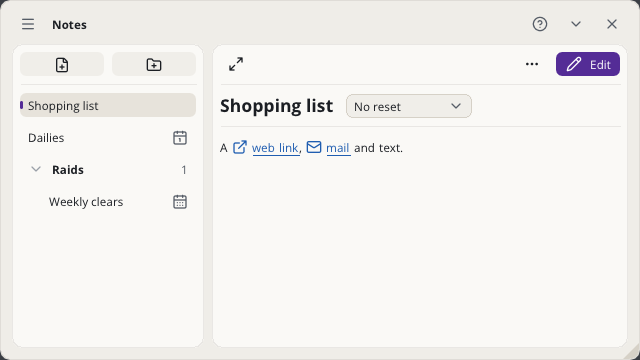 Notes
Edit
Shopping list
Dailies
Raids 1
Weekly clears
Shopping list No reset
A web link, mail and text.